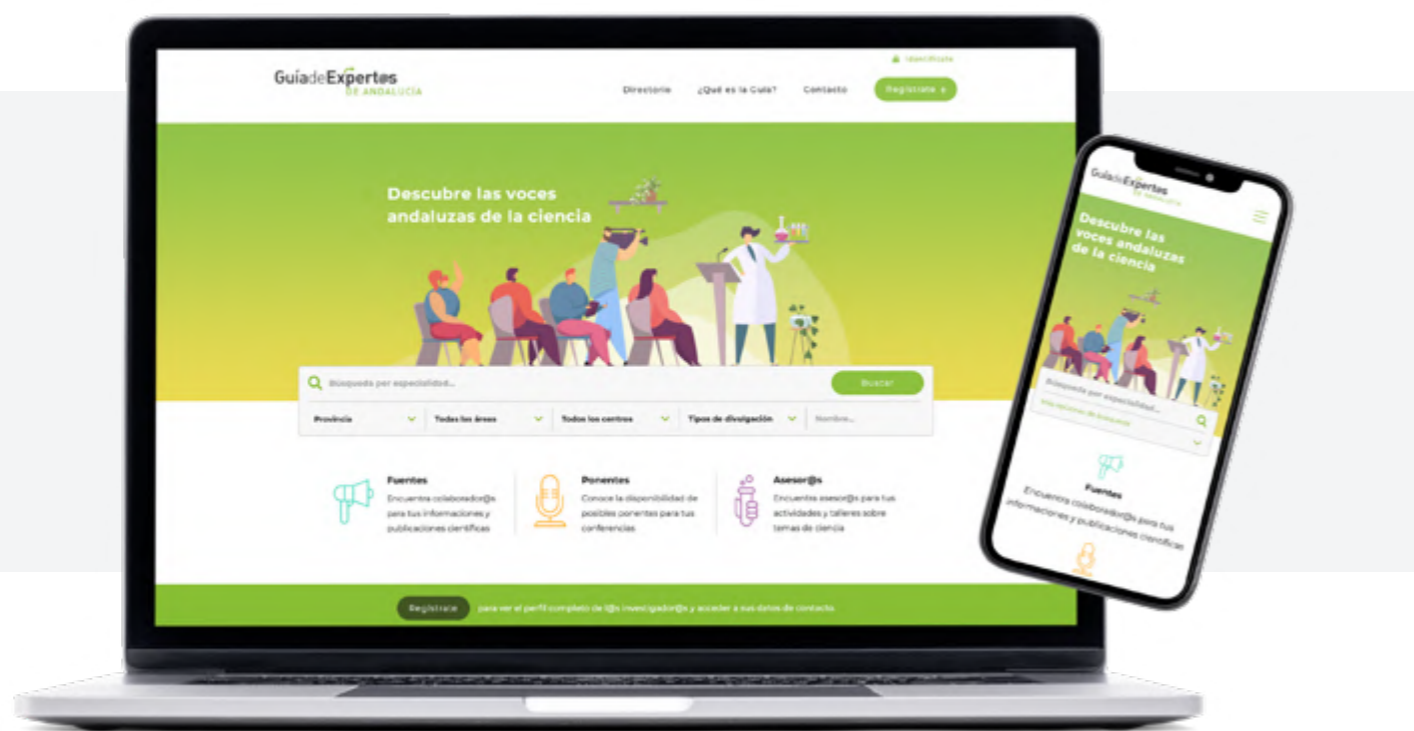 Identifícate
GuíadeExpertos
DE ANDALUCÍA
Directorio ¿Qué es la Guía? Contacto Regístrate
Descubre las voces
andaluzas de la ciencia
Búsqueda por especialidad...
Buscar
Provincia Todas las áreas Todos los centros Tipos de divulgación Nombre...
Fuentes
Encuentra colaborador@s
para tus informaciones y
publicaciones científicas
Ponentes
Conoce la disponibilidad de
posibles ponentes para tus
conferencias
Asesor@s
Encuentra asesor@s para tus
actividades y talleres sobre
temas de ciencia
Regístrate para ver el perfil completo de l@s investigador@s y acceder a sus datos de contacto.
GuíadeExpertos
DE ANDALUCÍA
Descubre las
voces andaluzas
de la ciencia
Búsqueda por especialidad...
Más opciones de búsqueda
Fuentes
Encuentra colaborador@s para tus
informaciones y publicaciones científicas